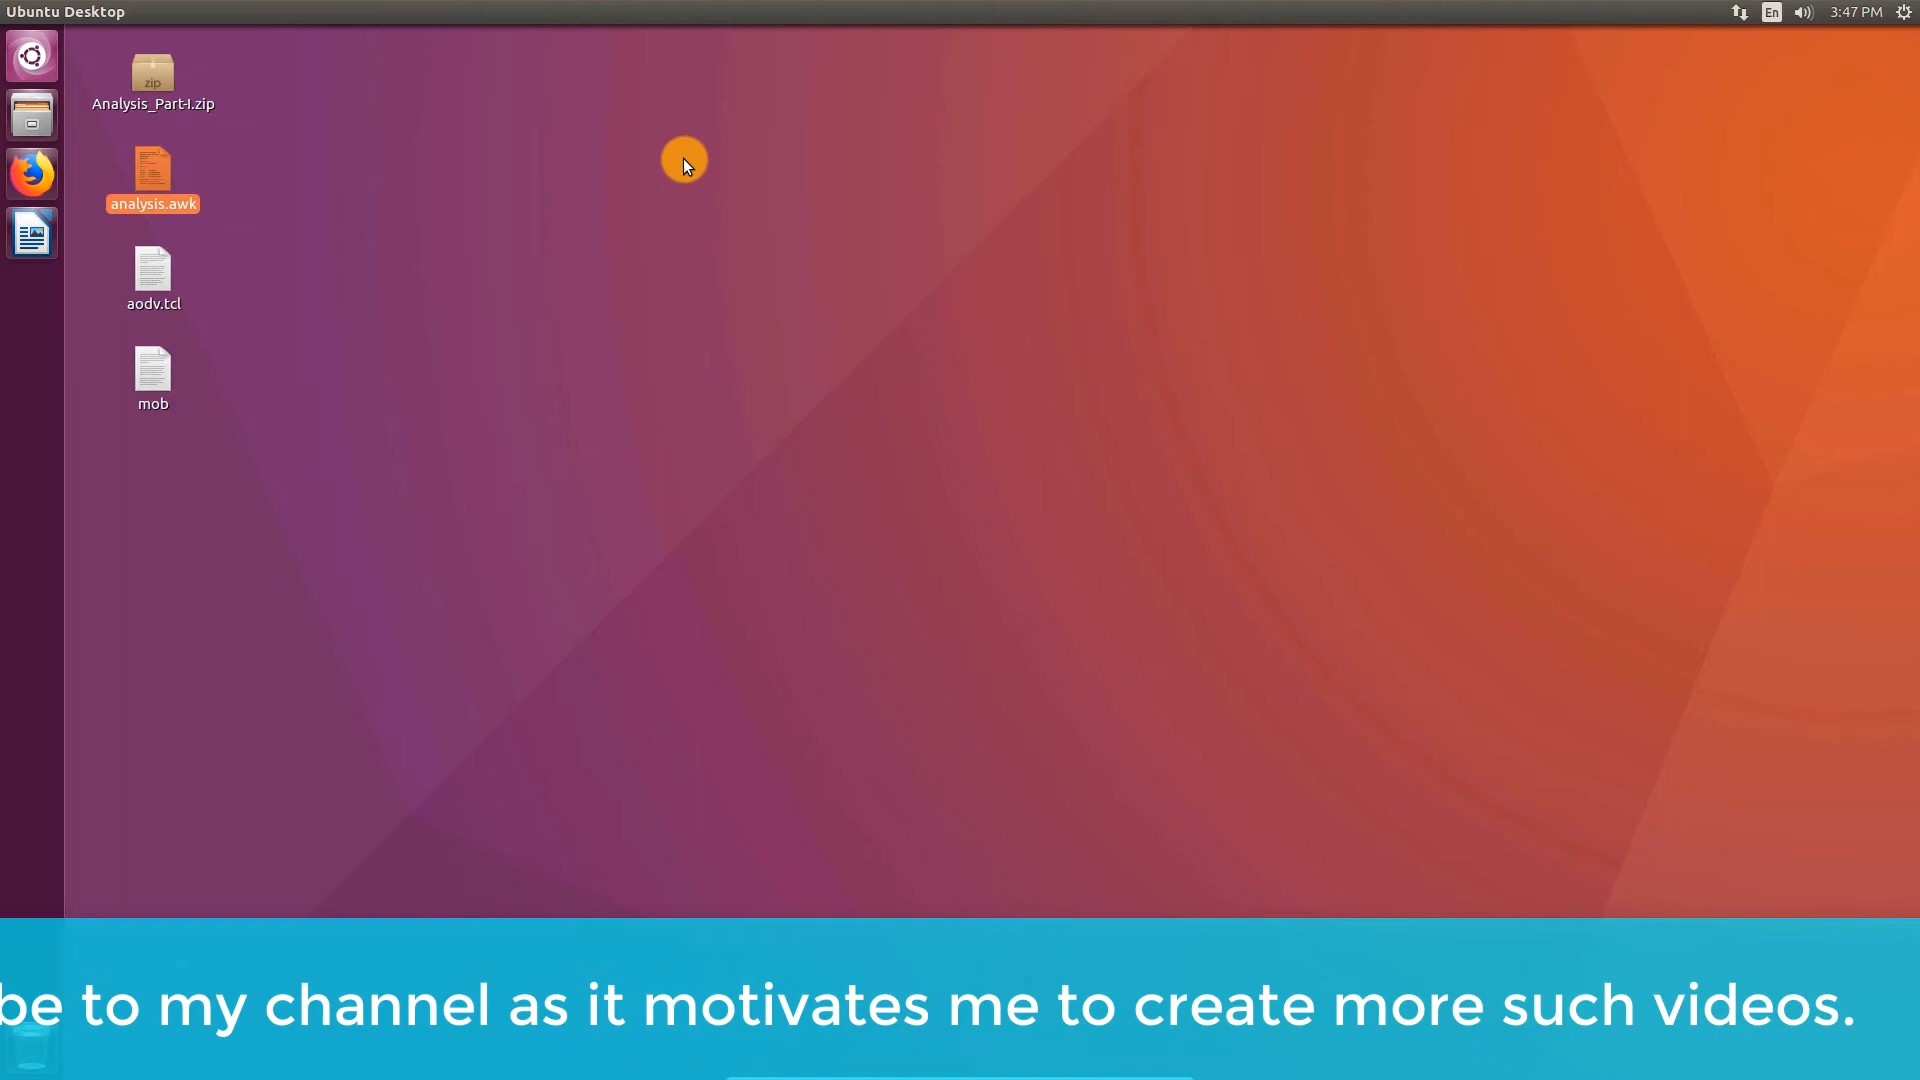 Ubuntu Desktop
En
3:47 PM
zip
Analysis_Part-I.zip
analysis.awk
aodv.tcl
mob
be to my channel as it motivates me to create more such videos.